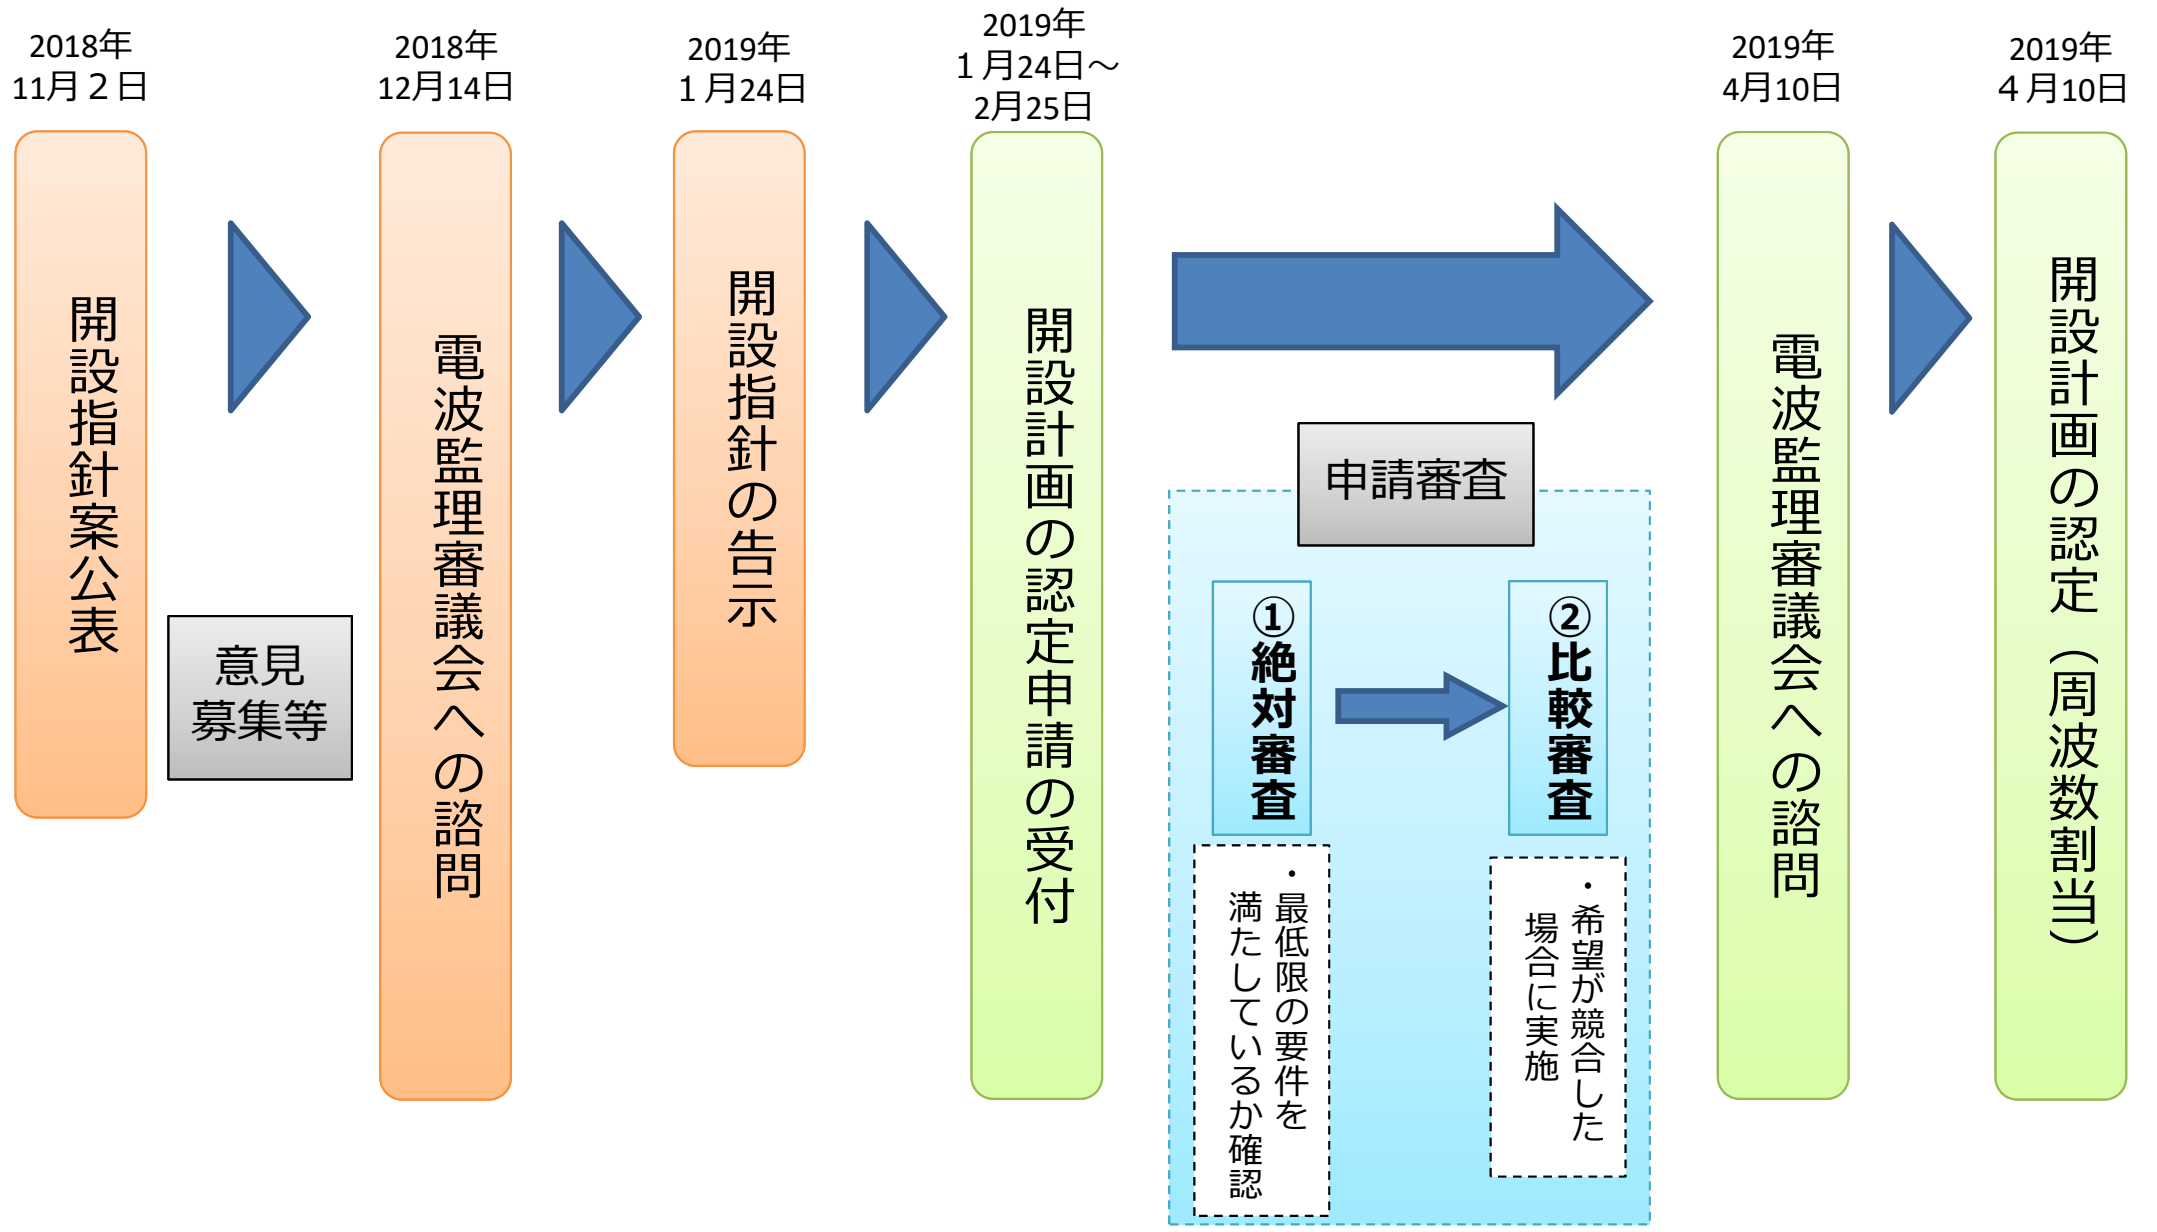 2018年
11月２日
開設指針案公表
意見
募集等
2018年
12月14日
電波監理審議会への諮問
2019年
１月24日
開設指針の告示
2019年
１月24日～
2月25日
開設計画の認定申請の受付
申請審査
①絶対審査
・最低限の要件を
満たしているか確認
②比較審査
・希望が競合した
場合に実施
2019年
4月10日
電波監理審議会への諮問
2019年
４月10日
開設計画の認定（周波数割当）